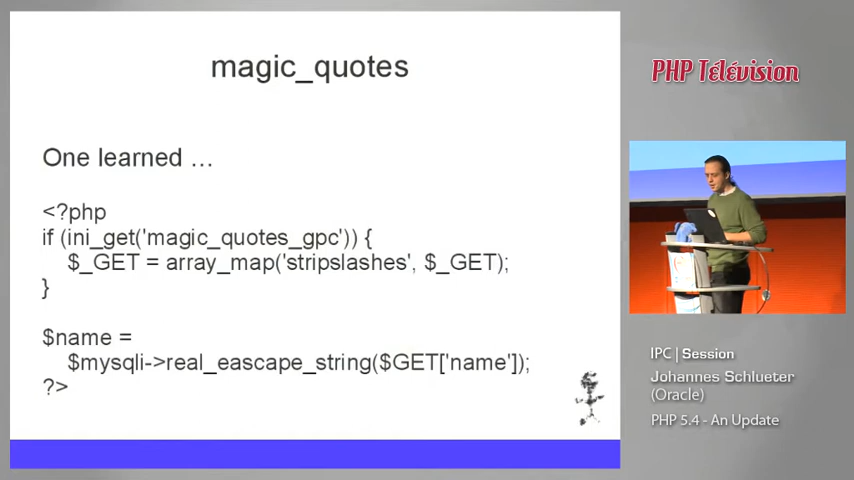 magic_quotes
One learned …
<?php
if (ini_get('magic_quotes_gpc')) {
$_GET = array_map('stripslashes', $_GET);
}
$name =
$mysqli->real_eascape_string($GET['name']);
?>
PHP Télévision
IPC | Session
Johannes Schlueter
(Oracle)
PHP 5.4 - An Update